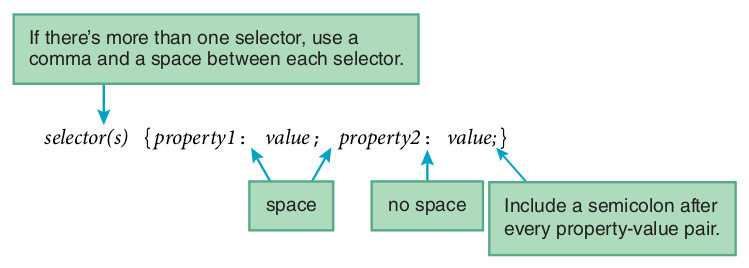 If there's more than one selector, use a
comma and a space between each selector.
selector(s) {property1: value; property2: value;}
space
no space
Include a semicolon after
every property-value pair.